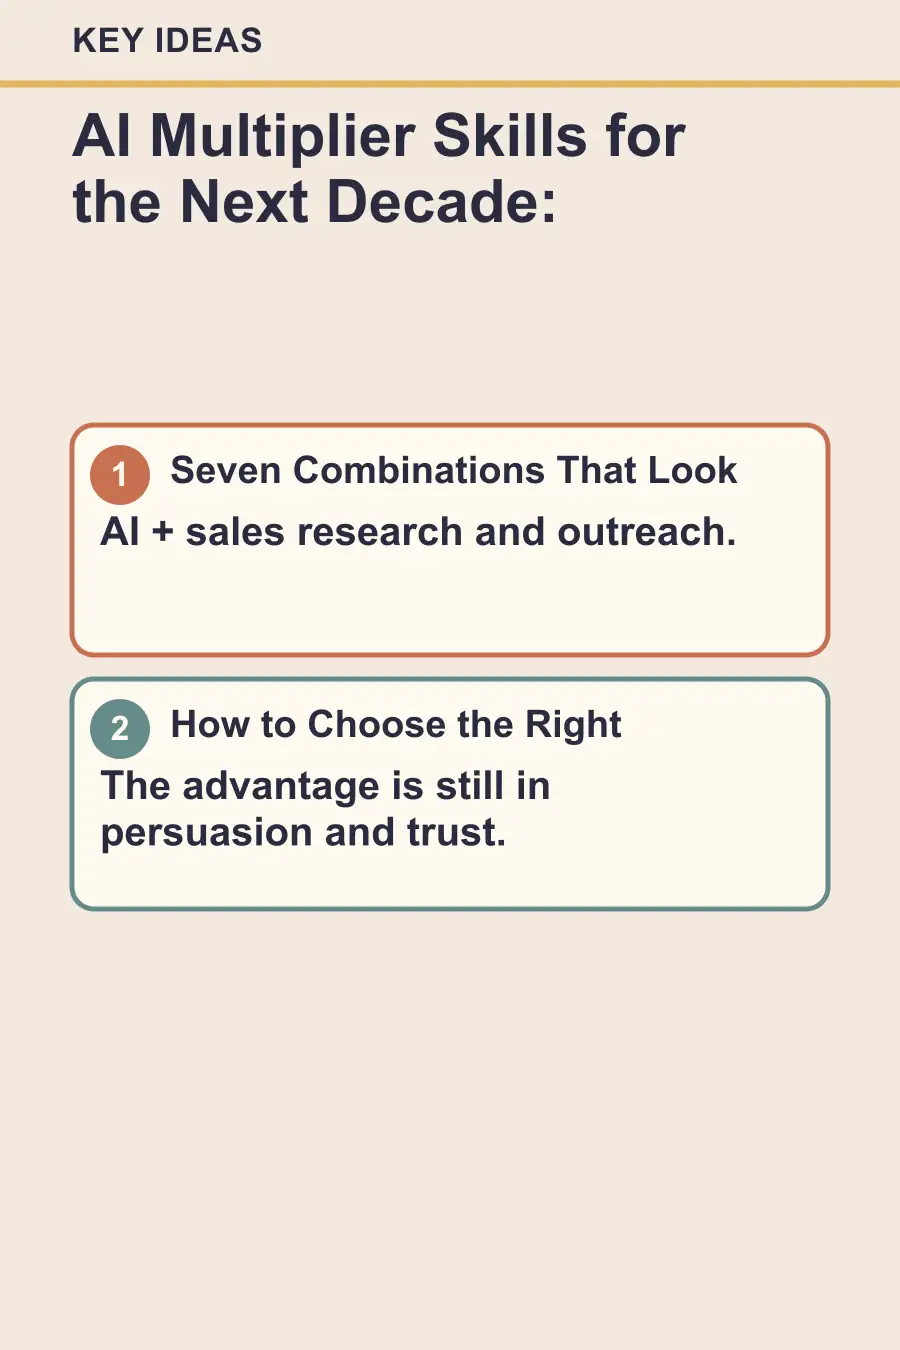 KEY IDEAS
AI Multiplier Skills for
the Next Decade:
1 Seven Combinations That Look
AI + sales research and outreach.
2 How to Choose the Right
The advantage is still in
persuasion and trust.